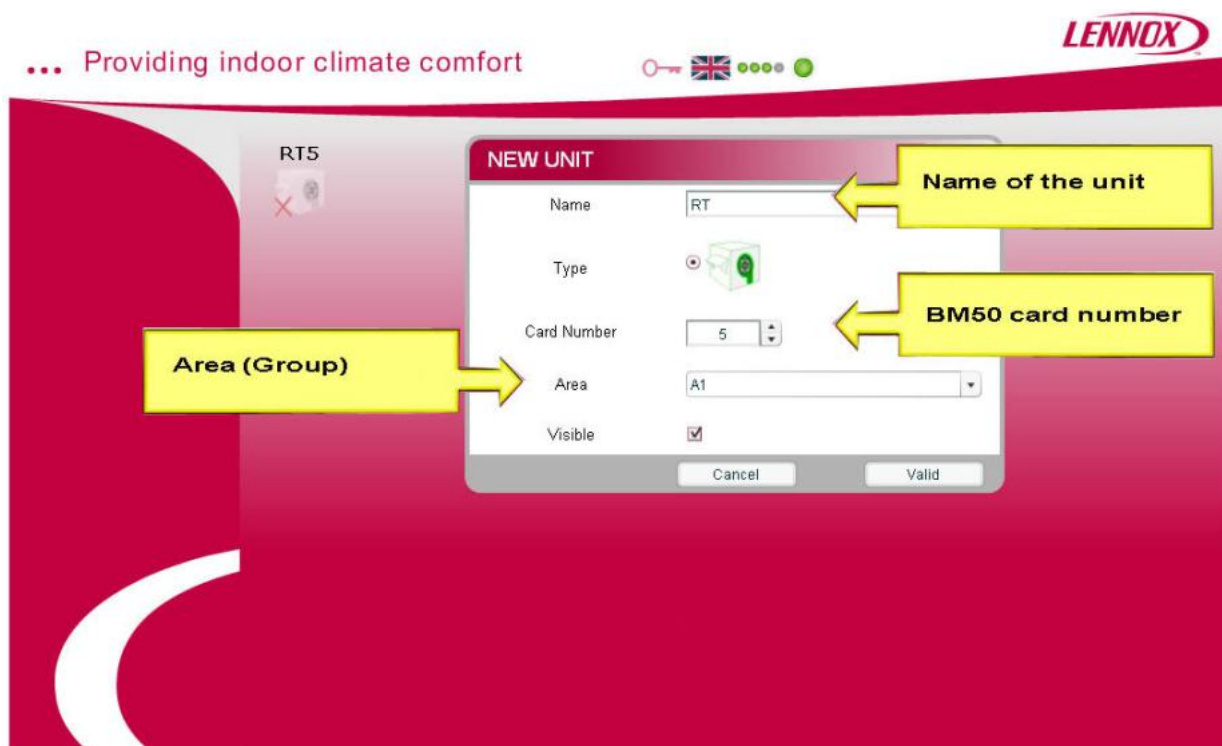 LENNOX
... Providing indoor climate comfort
RT5
NEW UNIT
Name of the unit
Name
RT
Type
BM50 card number
Card Number
5
Area (Group)
Area
A1
Visible
Cancel
Valid